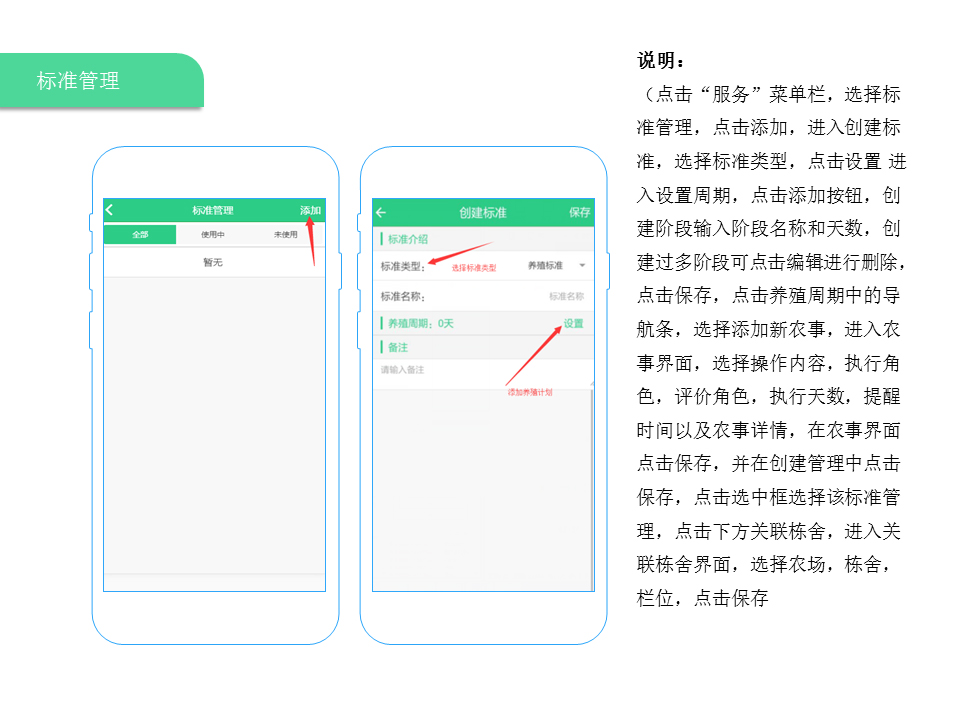 标准管理
标准管理
添加
全部
使用中
未使用
暂无
创建标准
保存
标准介绍
标准类型：
选择标准类型
养殖标准
标准名称：
标准名称
养殖周期：0天
设置
备注
请输入备注
添加养殖计划
说明：
（点击“服务”菜单栏，选择标
准管理，点击添加，进入创建标
准，选择标准类型，点击设置 进
入设置周期，点击添加按钮，创
建阶段输入阶段名称和天数，创
建过多阶段可点击编辑进行删除，
点击保存，点击养殖周期中的导
航条，选择添加新农事，进入农
事界面，选择操作内容，执行角
色，评价角色，执行天数，提醒
时间以及农事详情，在农事界面
点击保存，并在创建管理中点击
保存，点击选中框选择该标准管
理，点击下方关联栋舍，进入关
联栋舍界面，选择农场，栋舍，
栏位，点击保存